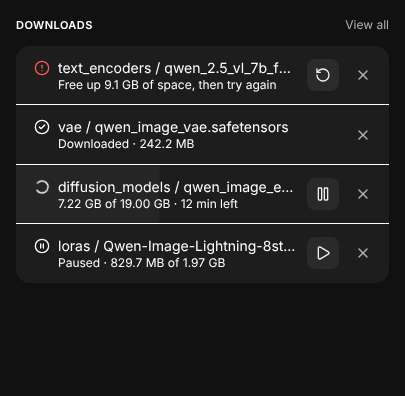 DOWNLOADS
View all
text_encoders / qwen_2.5_vl_7b_f...
Free up 9.1 GB of space, then try again
vae / qwen_image_vae.safetensors
Downloaded · 242.2 MB
diffusion_models / qwen_image_e...
7.22 GB of 19.00 GB · 12 min left
loras / Qwen-Image-Lightning-8st...
Paused · 829.7 MB of 1.97 GB